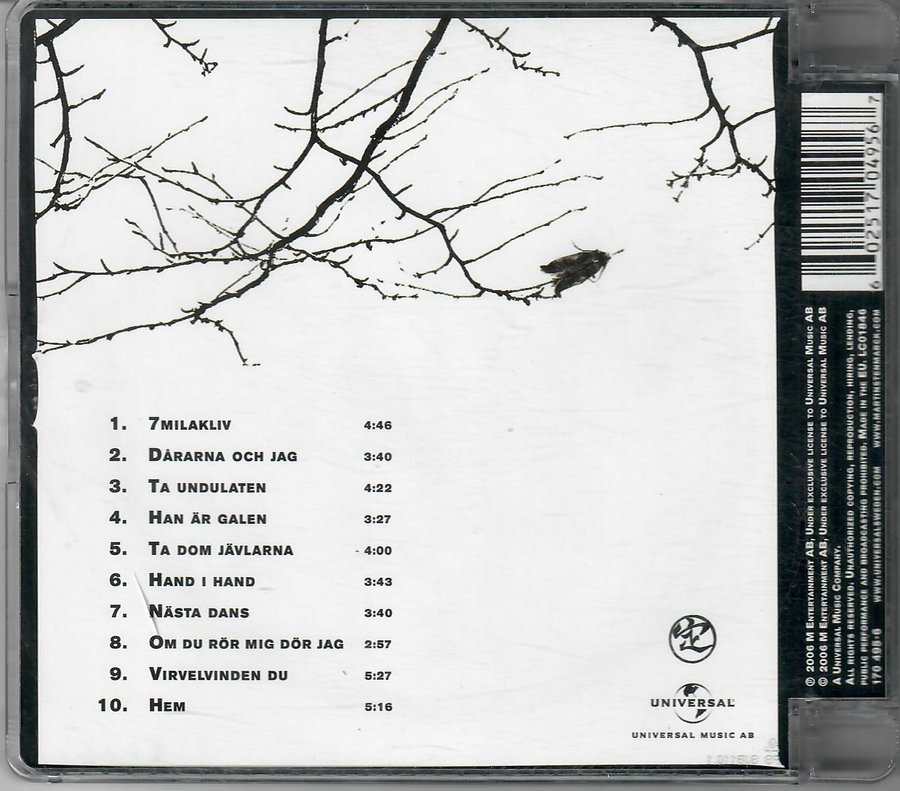 1. 7milakliv 4:46
2. Dårarna och jag 3:40
3. Ta undulaten 4:22
4. Han är galen 3:27
5. Ta dom jävlarna 4:00
6. Hand i hand 3:43
7. Nästa dans 3:40
8. Om du rör mig dör jag 2:57
9. Virvelvinden du 5:27
10. Hem 5:16
UNIVERSAL
UNIVERSAL MUSIC AB
6 02517 04956 7
℗ 2006 M Entertainment AB, Under exclusive license to Universal Music AB
© 2006 M Entertainment AB, Under exclusive license to Universal Music AB
A Universal Music Company.
All rights reserved. Unauthorized copying, reproduction, hiring, lending,
public performance and broadcasting prohibited. Made in the EU. LC01846
170 495-6 www.universalsweden.com www.martinstenmarck.com